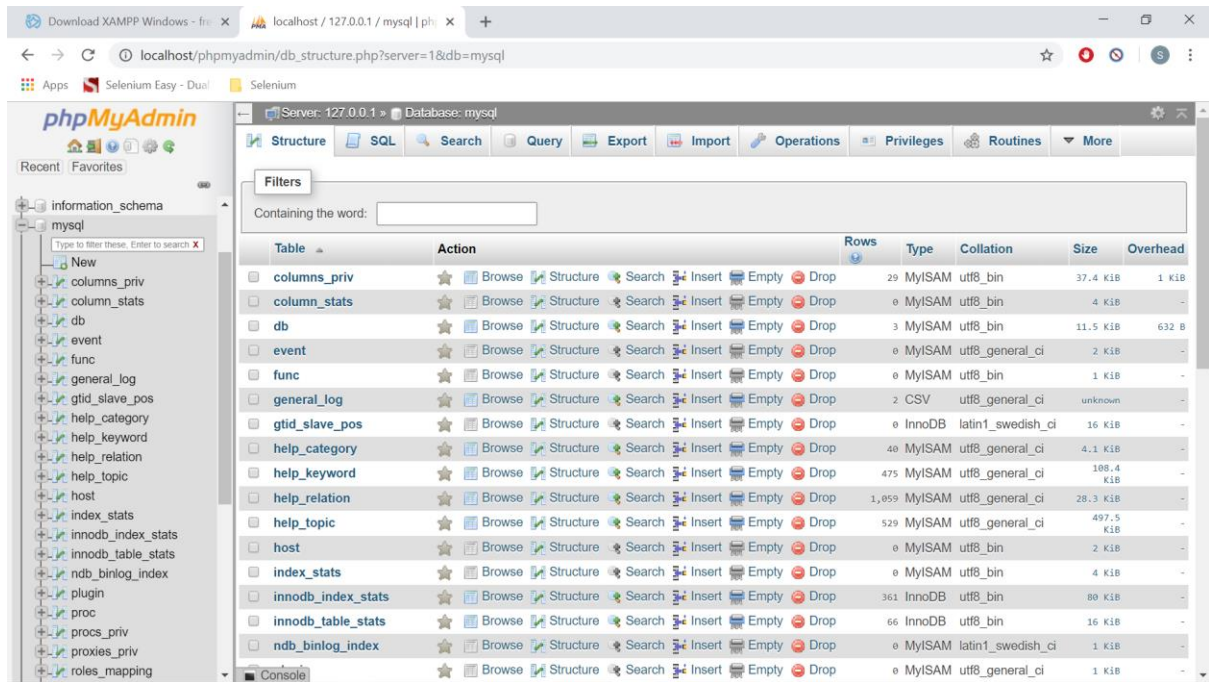 Download XAMPP Windows - fre
localhost / 127.0.0.1 / mysql | ph
localhost/phpmyadmin/db_structure.php?server=1&db=mysql
S
Apps Selenium Easy - Dual Selenium
phpMyAdmin
Recent Favorites
information_schema
mysql
Type to filter these, Enter to search X
New
columns_priv
column_stats
db
event
func
general_log
gtid_slave_pos
help_category
help_keyword
help_relation
help_topic
host
index_stats
innodb_index_stats
innodb_table_stats
ndb_binlog_index
plugin
proc
procs_priv
proxies_priv
roles_mapping
Server: 127.0.0.1 » Database: mysql
Structure SQL Search Query Export Import Operations Privileges Routines More
Filters
Containing the word:
Table Action Rows Type Collation Size Overhead
columns_priv Browse Structure Search Insert Empty Drop 29 MyISAM utf8_bin 37.4 KiB 1 KiB
column_stats Browse Structure Search Insert Empty Drop 0 MyISAM utf8_bin 4 KiB -
db Browse Structure Search Insert Empty Drop 3 MyISAM utf8_bin 11.5 KiB 632 B
event Browse Structure Search Insert Empty Drop 0 MyISAM utf8_general_ci 2 KiB -
func Browse Structure Search Insert Empty Drop 0 MyISAM utf8_bin 1 KiB -
general_log Browse Structure Search Insert Empty Drop 2 CSV utf8_general_ci unknown -
gtid_slave_pos Browse Structure Search Insert Empty Drop 0 InnoDB latin1_swedish_ci 16 KiB -
help_category Browse Structure Search Insert Empty Drop 40 MyISAM utf8_general_ci 4.1 KiB -
help_keyword Browse Structure Search Insert Empty Drop 475 MyISAM utf8_general_ci 108.4 KiB -
help_relation Browse Structure Search Insert Empty Drop 1,059 MyISAM utf8_general_ci 28.3 KiB -
help_topic Browse Structure Search Insert Empty Drop 529 MyISAM utf8_general_ci 497.5 KiB -
host Browse Structure Search Insert Empty Drop 0 MyISAM utf8_bin 2 KiB -
index_stats Browse Structure Search Insert Empty Drop 0 MyISAM utf8_bin 4 KiB -
innodb_index_stats Browse Structure Search Insert Empty Drop 361 InnoDB utf8_bin 80 KiB -
innodb_table_stats Browse Structure Search Insert Empty Drop 66 InnoDB utf8_bin 16 KiB -
ndb_binlog_index Browse Structure Search Insert Empty Drop 0 MyISAM latin1_swedish_ci 1 KiB -
Browse Structure Search Insert Empty Drop 0 MyISAM utf8_general_ci 1 KiB -
Console